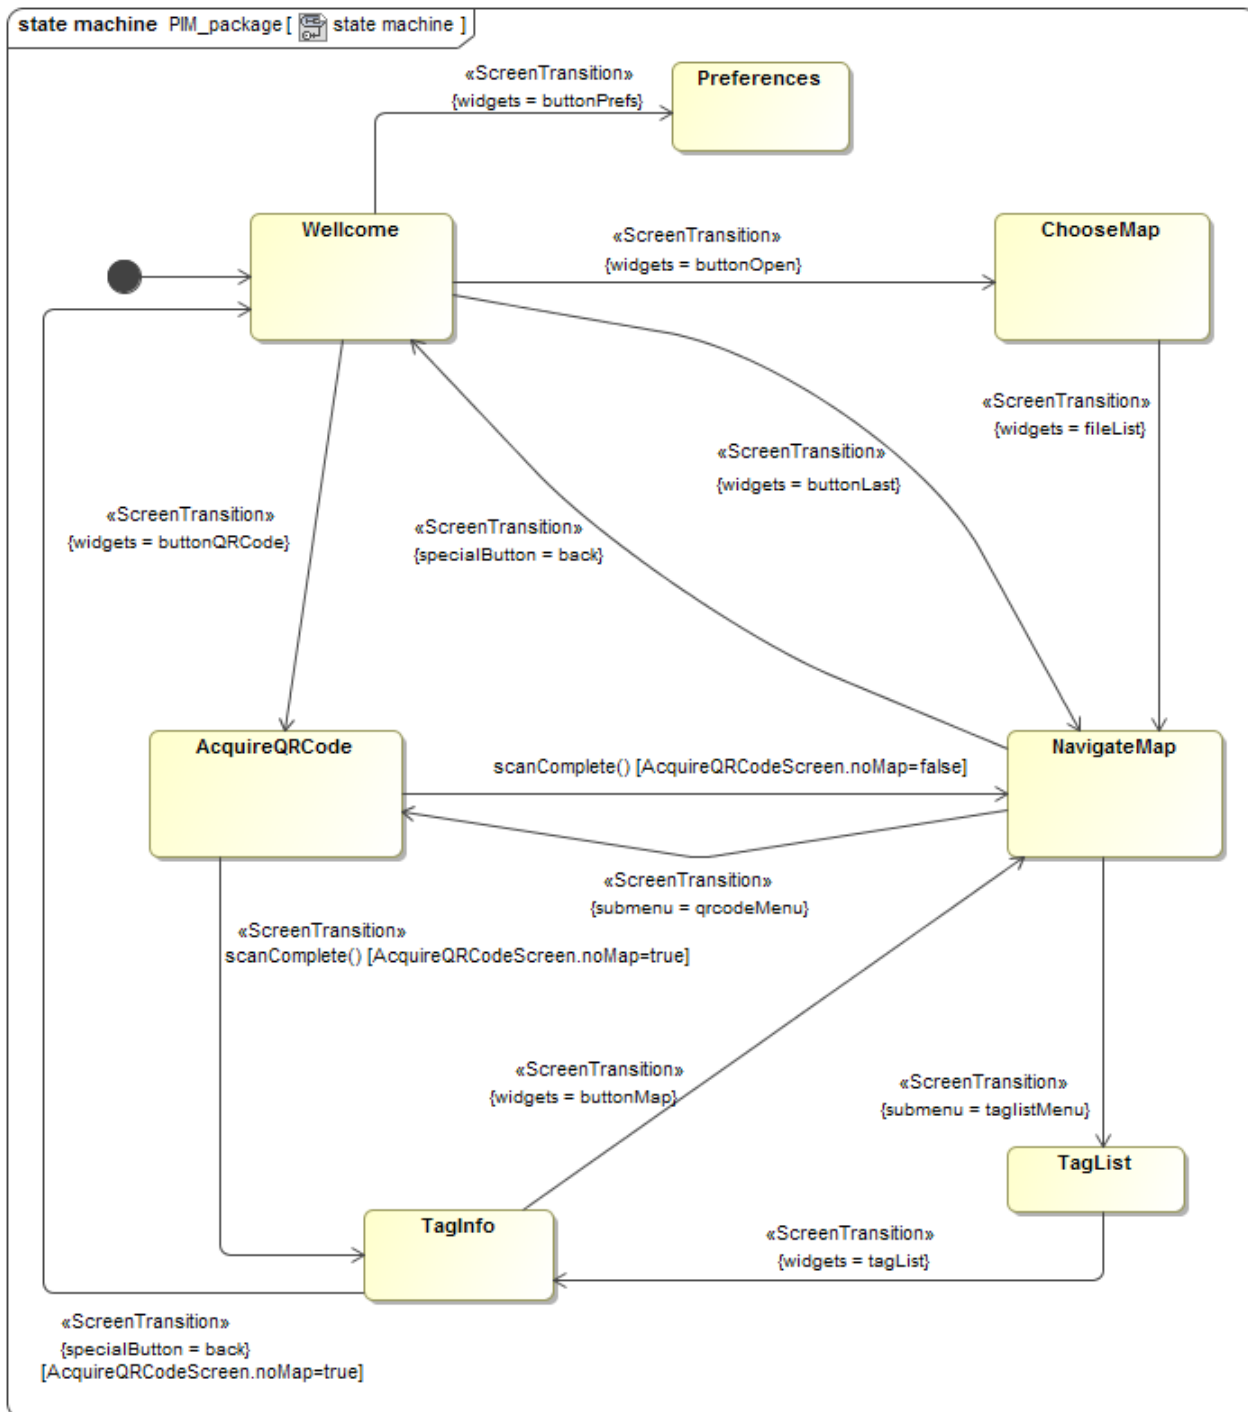 state machine PIM_package [ state machine ]
«ScreenTransition»
{widgets = buttonPrefs}
Preferences
Wellcome
«ScreenTransition»
{widgets = buttonOpen}
ChooseMap
«ScreenTransition»
{widgets = fileList}
«ScreenTransition»
{widgets = buttonLast}
«ScreenTransition»
{widgets = buttonQRCode}
«ScreenTransition»
{specialButton = back}
AcquireQRCode
scanComplete() [AcquireQRCodeScreen.noMap=false]
NavigateMap
«ScreenTransition»
{submenu = qrcodeMenu}
«ScreenTransition»
scanComplete() [AcquireQRCodeScreen.noMap=true]
«ScreenTransition»
{widgets = buttonMap}
«ScreenTransition»
{submenu = taglistMenu}
TagList
TagInfo
«ScreenTransition»
{widgets = tagList}
«ScreenTransition»
{specialButton = back}
[AcquireQRCodeScreen.noMap=true]